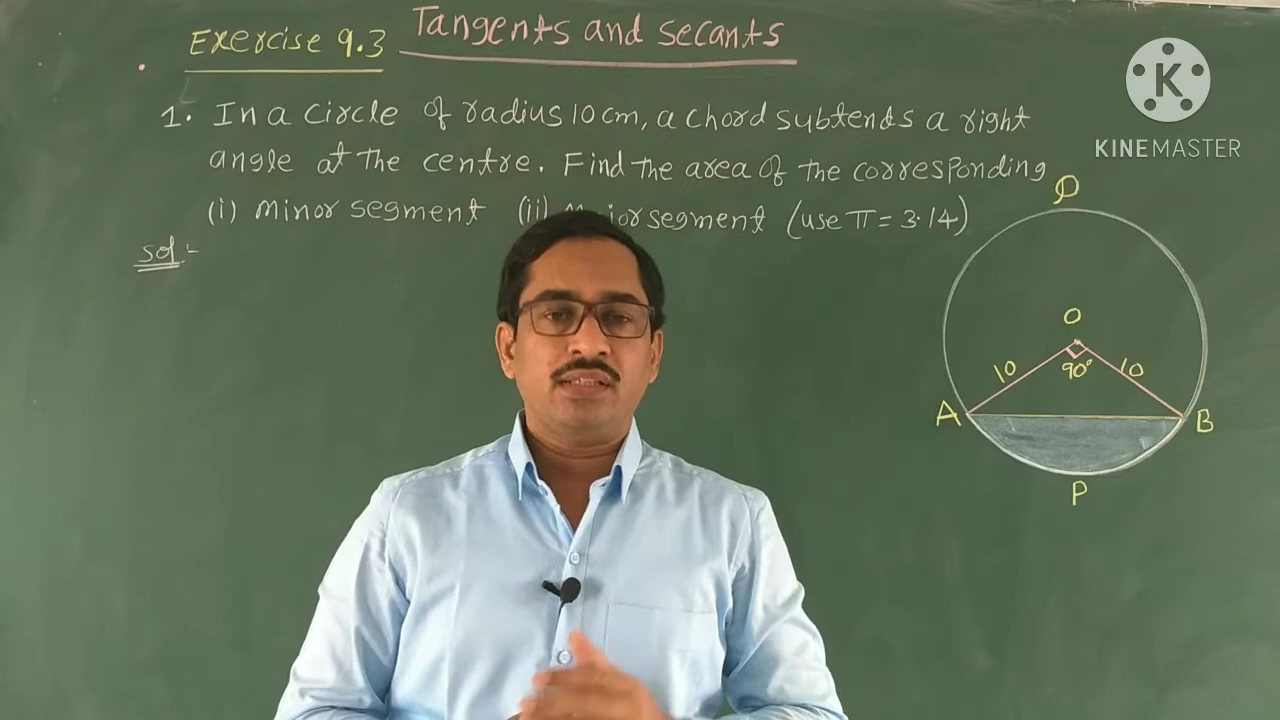 Exercise 9.3 Tangents and secants
1. In a circle of radius 10 cm, a chord subtends a right
angle at the centre. Find the area of the corresponding
(i) minor segment (ii) segment (use π = 3.14)
Sol:-
KINEMASTER
K
Q
O
10 90° 10
A B
P